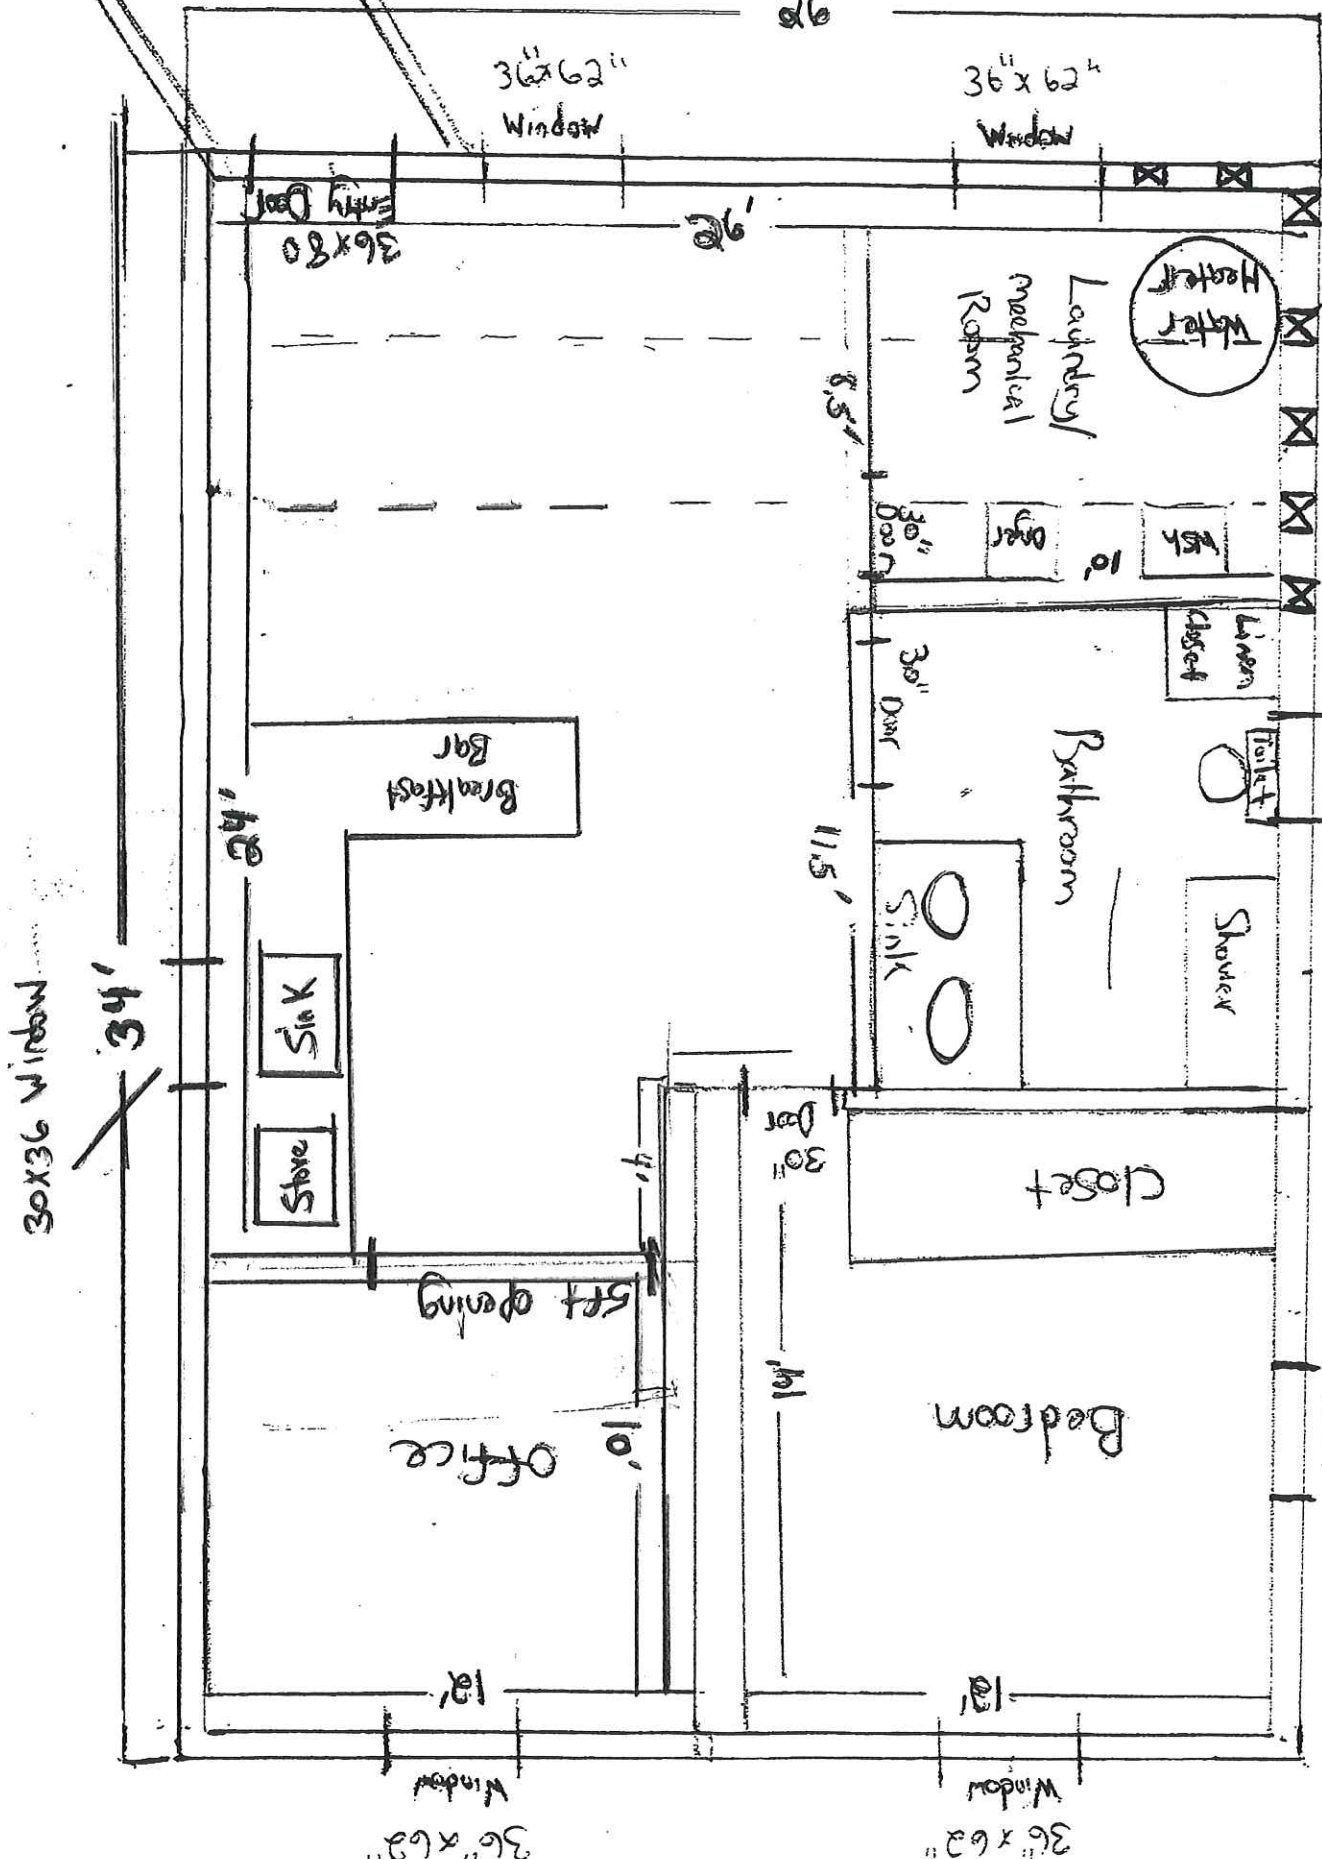 26'
36"x62"
Window
36"x62"
Window
Entry
Door
36x80
26'
Laundry/
mechanical
Room
Water
Heater
8.5'
30"
Door
Dryer
10'
Wsh
Linen
Closet
30"
Door
Bathroom
Toilet
Breakfast
Bar
24'
11.5'
Sink
Shower
30x36 Window
34'
Sink
Stove
4'
30"
Door
Closet
5ft opening
14'
Office
10'
Bedroom
12'
12'
Window
36"x62"
Window
36"x62"